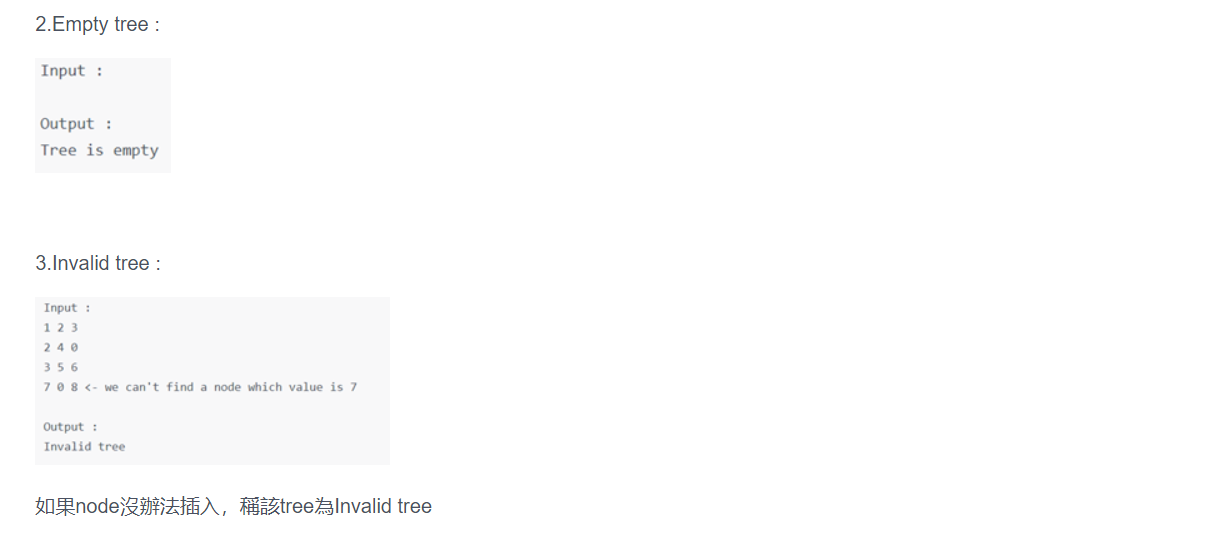 2.Empty tree :
Input :
Output :
Tree is empty
3.Invalid tree :
Input :
1 2 3
2 4 0
3 5 6
7 0 8 <- we can't find a node which value is 7
Output :
Invalid tree
如果node沒辦法插入，稱該tree為Invalid tree